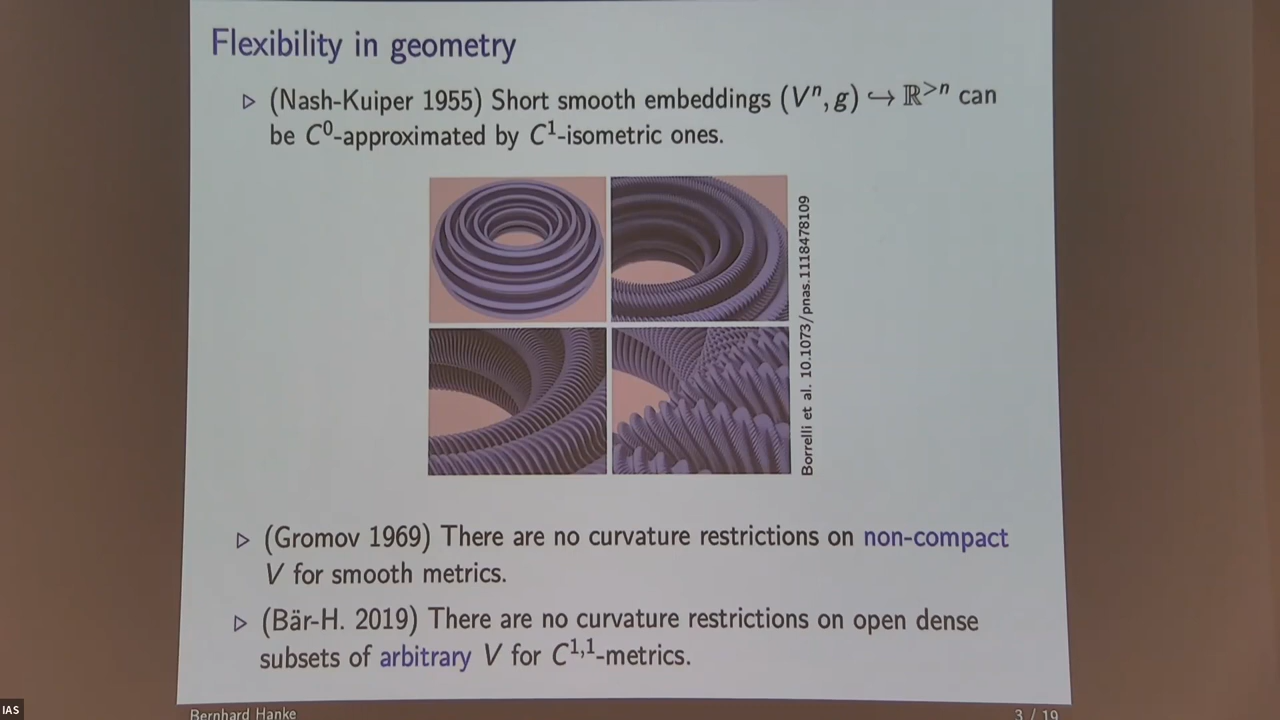 Flexibility in geometry
▷ (Nash-Kuiper 1955) Short smooth embeddings (Vⁿ, g) ↪ ℝ^{>n} can
be C⁰-approximated by C¹-isometric ones.
Borrelli et al. 10.1073/pnas.1118478109
▷ (Gromov 1969) There are no curvature restrictions on non-compact
V for smooth metrics.
▷ (Bär-H. 2019) There are no curvature restrictions on open dense
subsets of arbitrary V for C^{1,1}-metrics.
Bernhard Hanke
3 / 19
IAS